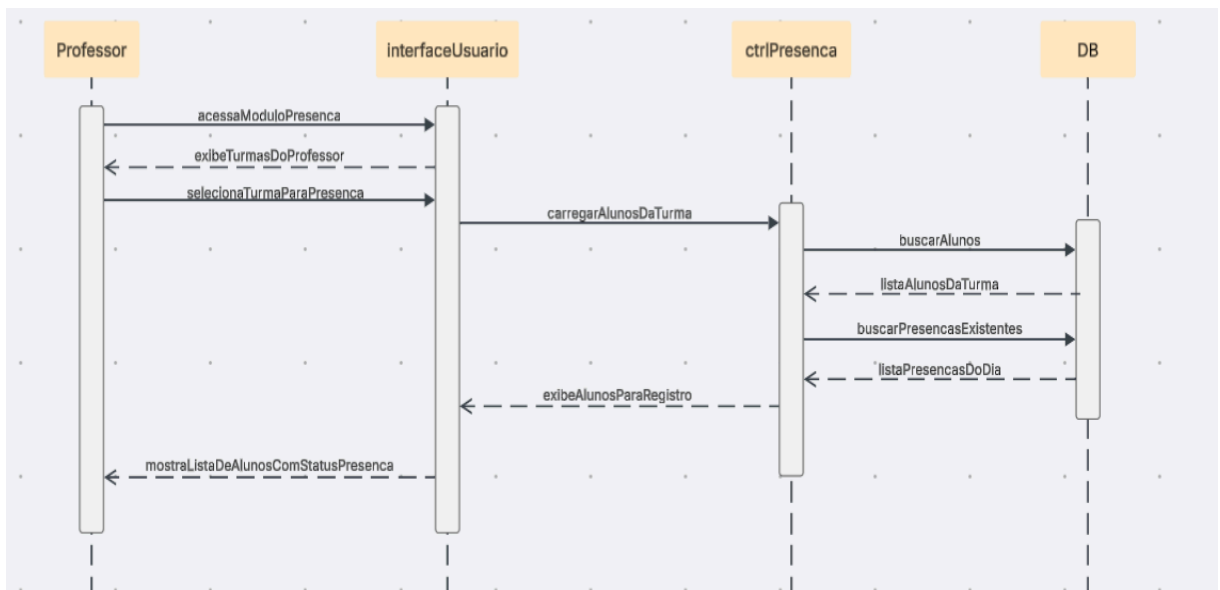 Professor
interfaceUsuario
ctrlPresenca
DB
acessaModuloPresenca
exibeTurmasDoProfessor
selecionaTurmaParaPresenca
carregarAlunosDaTurma
buscarAlunos
listaAlunosDaTurma
buscarPresencasExistentes
listaPresencasDoDia
exibeAlunosParaRegistro
mostraListaDeAlunosComStatusPresenca